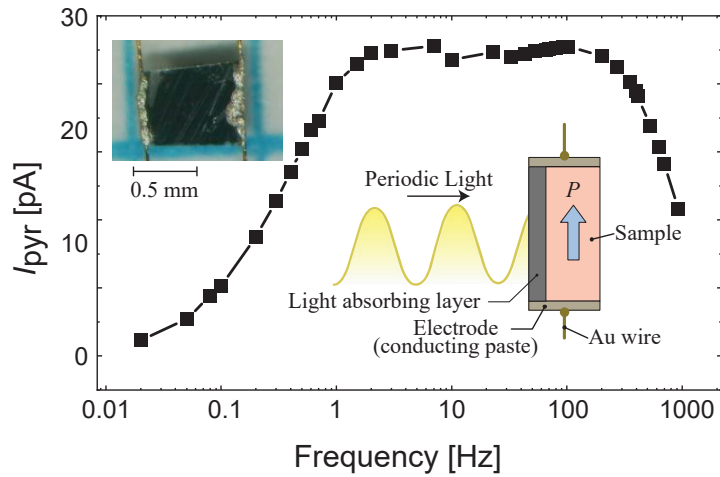 30
20
10
0
I_pyr [pA]
0.5 mm
Periodic Light
P
Sample
Light absorbing layer
Electrode
(conducting paste)
Au wire
0.01
0.1
1
10
100
1000
Frequency [Hz]